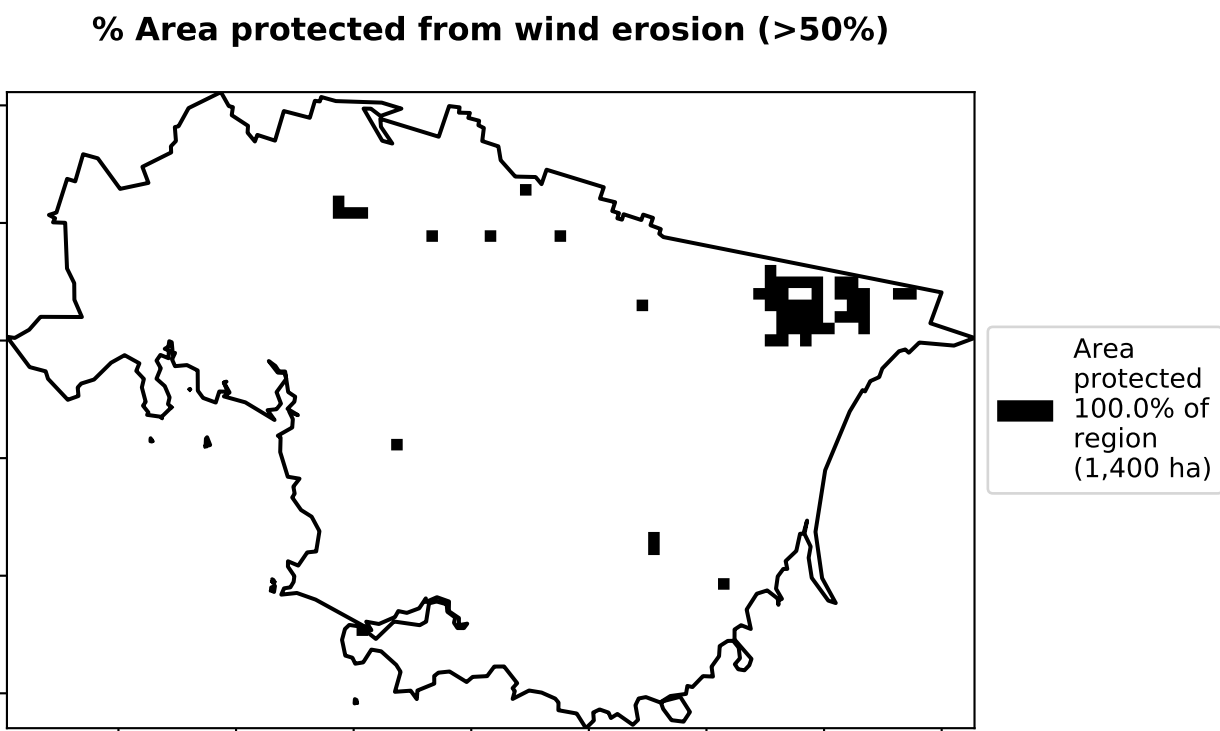 % Area protected from wind erosion (>50%)
Area
protected
100.0% of
region
(1,400 ha)